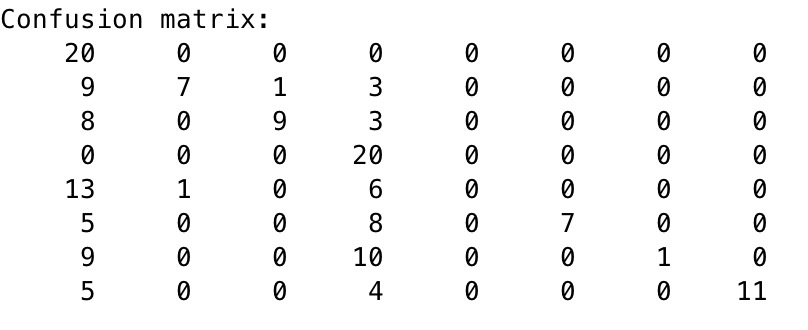 Confusion matrix:
20 0 0 0 0 0 0 0
9 7 1 3 0 0 0 0
8 0 9 3 0 0 0 0
0 0 0 20 0 0 0 0
13 1 0 6 0 0 0 0
5 0 0 8 0 7 0 0
9 0 0 10 0 0 1 0
5 0 0 4 0 0 0 11